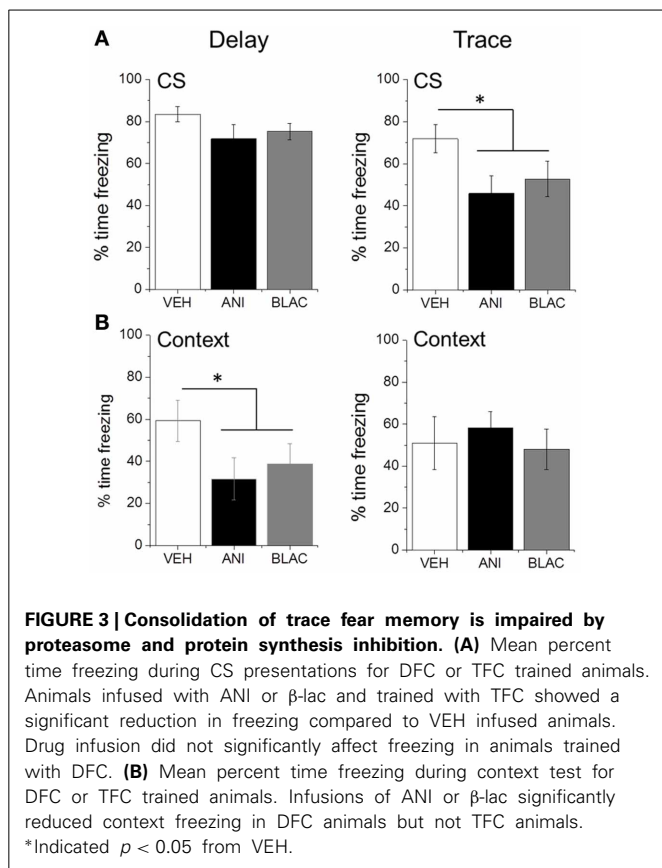 A
Delay
Trace
CS
CS
% time freezing
100
80
60
40
20
0
VEH
ANI
BLAC
% time freezing
100
80
60
40
20
0
*
VEH
ANI
BLAC
B
Context
Context
% time freezing
100
80
60
40
20
0
*
VEH
ANI
BLAC
% time freezing
100
80
60
40
20
0
VEH
ANI
BLAC
FIGURE 3 | Consolidation of trace fear memory is impaired by
proteasome and protein synthesis inhibition. (A) Mean percent
time freezing during CS presentations for DFC or TFC trained animals.
Animals infused with ANI or β-lac and trained with TFC showed a
significant reduction in freezing compared to VEH infused animals.
Drug infusion did not significantly affect freezing in animals trained
with DFC. (B) Mean percent time freezing during context test for
DFC or TFC trained animals. Infusions of ANI or β-lac significantly
reduced context freezing in DFC animals but not TFC animals.
*Indicated p < 0.05 from VEH.